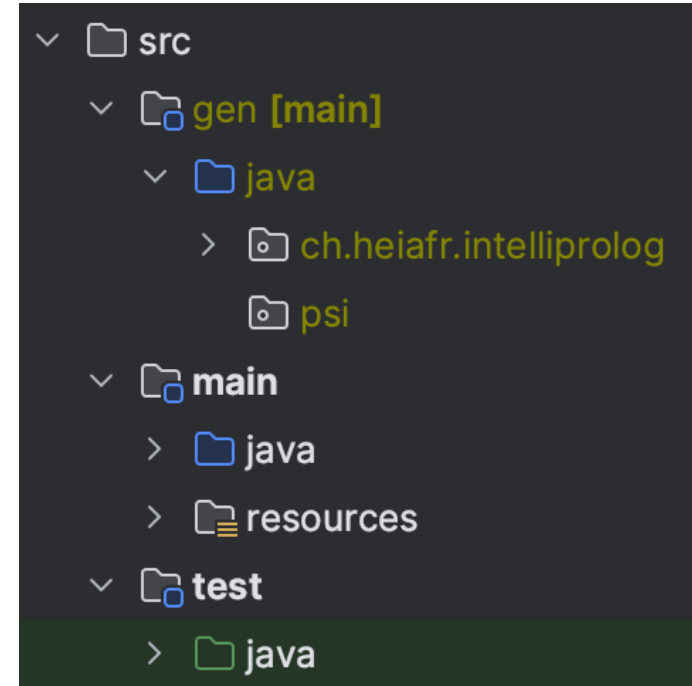 src
gen [main]
java
ch.heiafr.intelliprolog
psi
main
java
resources
test
java